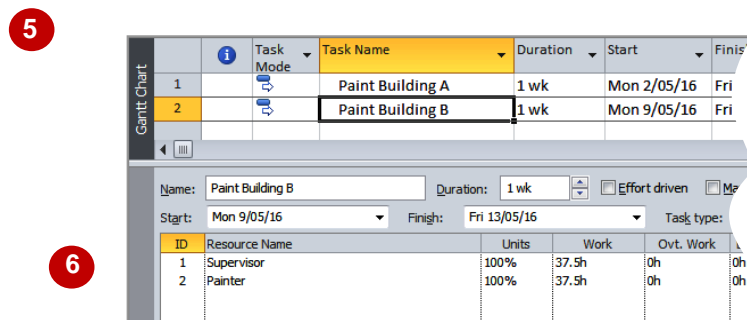 5
Task Mode Task Name Duration Start Finis
Gantt Chart
1 Paint Building A 1 wk Mon 2/05/16 Fri
2 Paint Building B 1 wk Mon 9/05/16 Fri
Name: Paint Building B Duration: 1 wk Effort driven Ma
Start: Mon 9/05/16 Finish: Fri 13/05/16 Task type:
6
ID Resource Name Units Work Ovt. Work
1 Supervisor 100% 37.5h 0h 0h
2 Painter 100% 37.5h 0h 0h